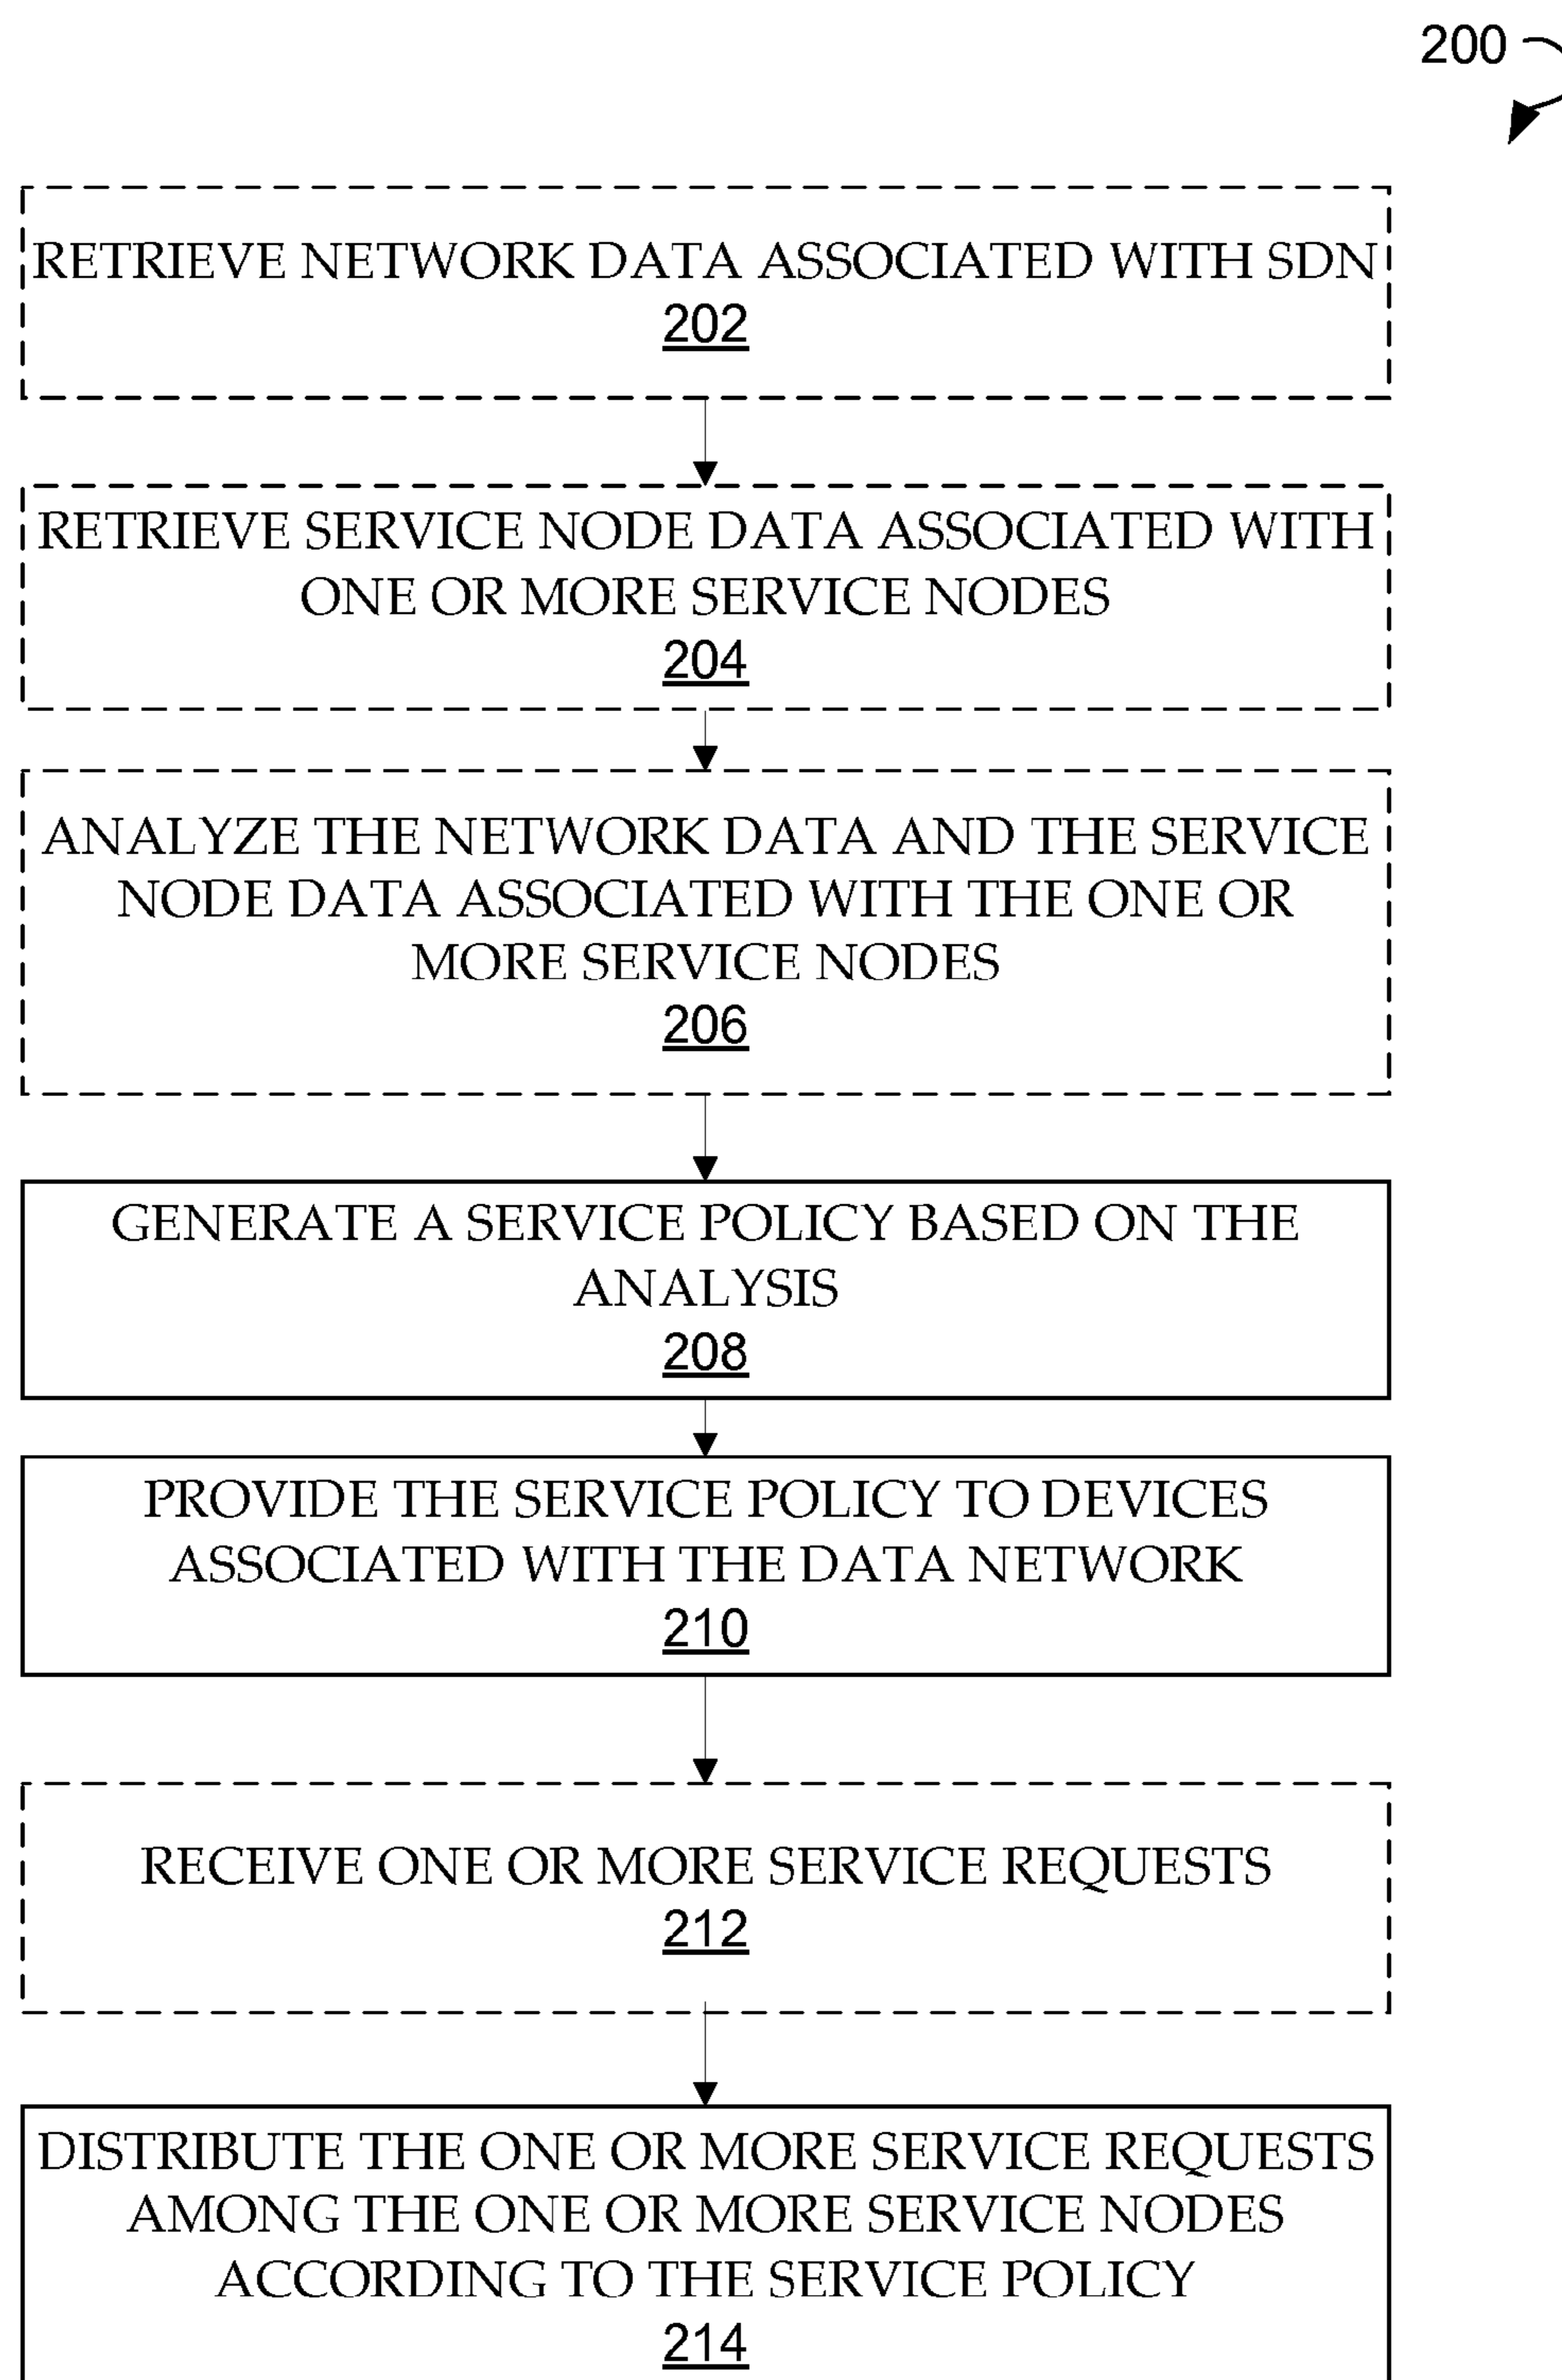 200
RETRIEVE NETWORK DATA ASSOCIATED WITH SDN
202
RETRIEVE SERVICE NODE DATA ASSOCIATED WITH
ONE OR MORE SERVICE NODES
204
ANALYZE THE NETWORK DATA AND THE SERVICE
NODE DATA ASSOCIATED WITH THE ONE OR
MORE SERVICE NODES
206
GENERATE A SERVICE POLICY BASED ON THE
ANALYSIS
208
PROVIDE THE SERVICE POLICY TO DEVICES
ASSOCIATED WITH THE DATA NETWORK
210
RECEIVE ONE OR MORE SERVICE REQUESTS
212
DISTRIBUTE THE ONE OR MORE SERVICE REQUESTS
AMONG THE ONE OR MORE SERVICE NODES
ACCORDING TO THE SERVICE POLICY
214